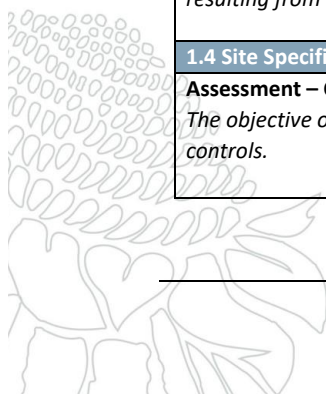 resulting from
1.4 Site Specifi
Assessment –
The objective o
controls.